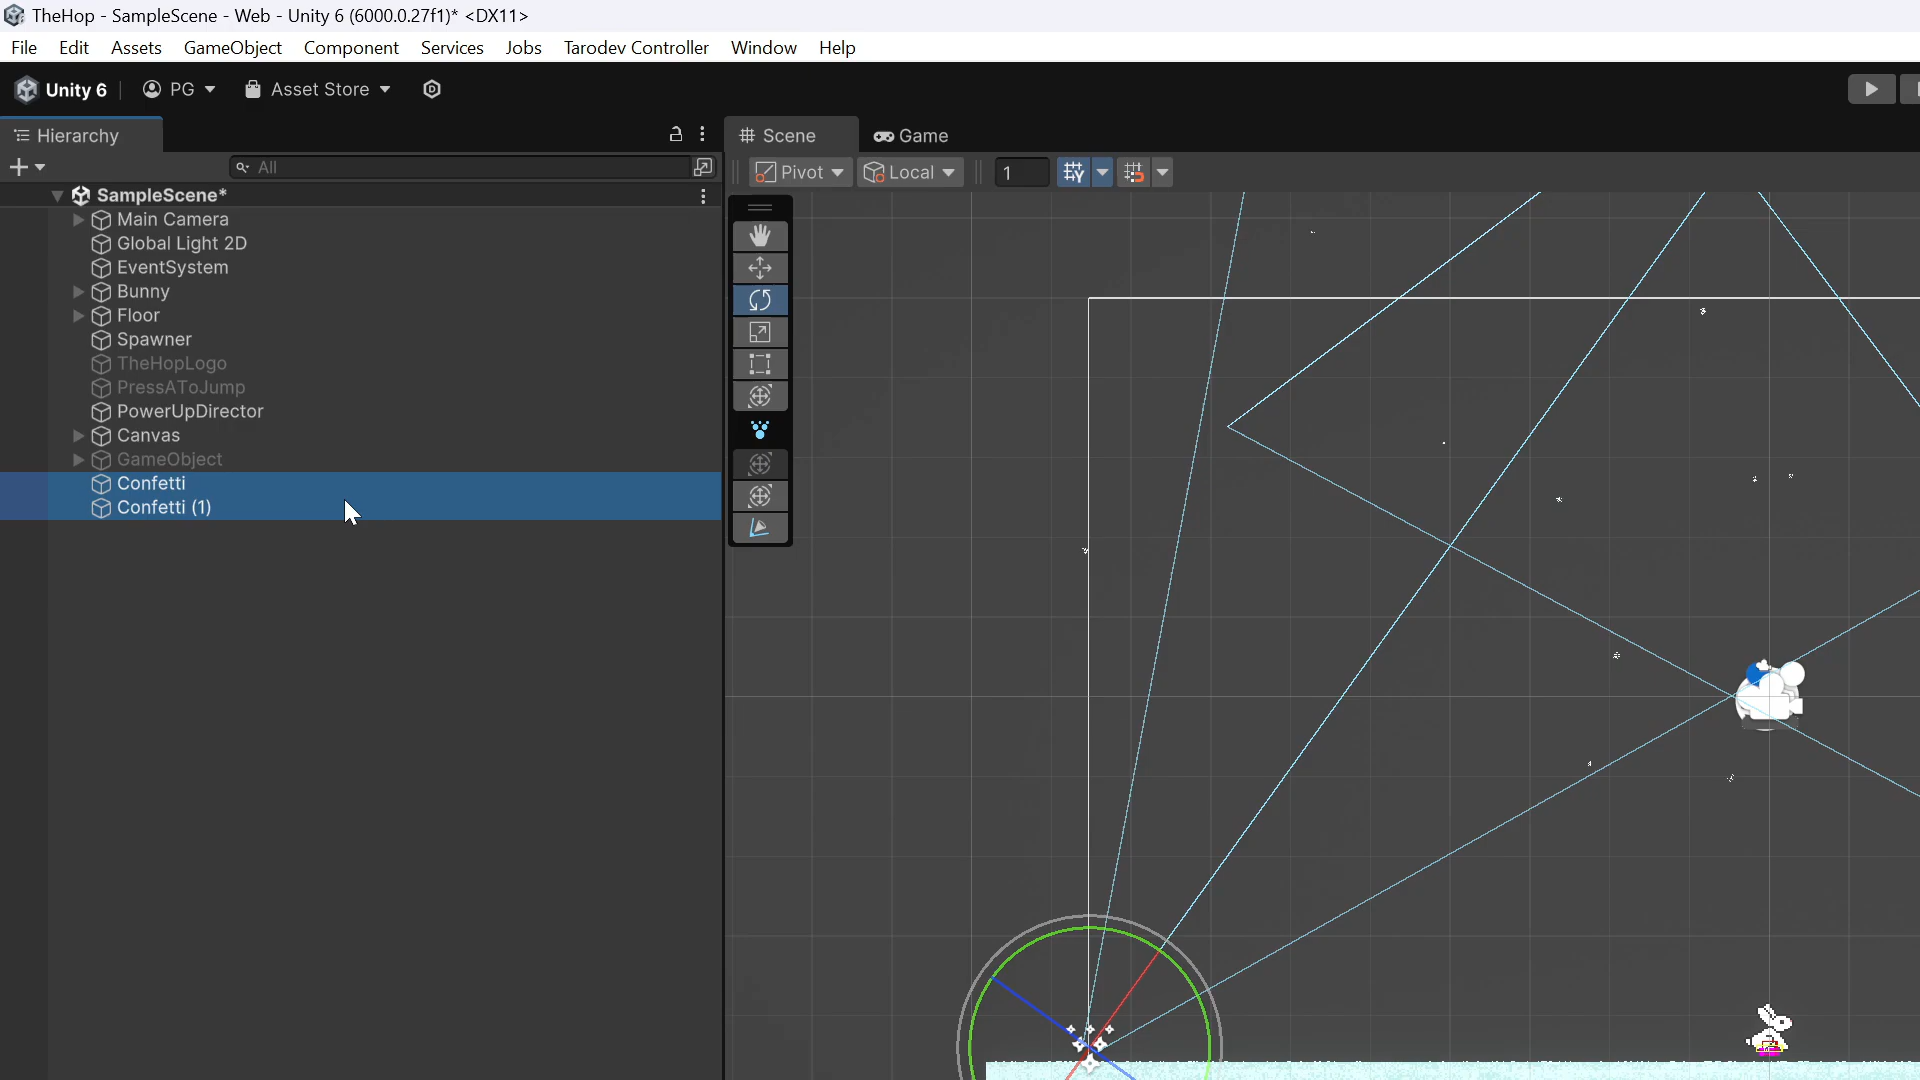 TheHop - SampleScene - Web - Unity 6 (6000.0.27f1)* <DX11>
File Edit Assets GameObject Component Services Jobs Tarodev Controller Window Help
Unity 6 PG Asset Store
Hierarchy
Scene Game
All
Pivot Local 1
SampleScene*
Main Camera
Global Light 2D
EventSystem
Bunny
Floor
Spawner
TheHopLogo
PressAToJump
PowerUpDirector
Canvas
GameObject
Confetti
Confetti (1)